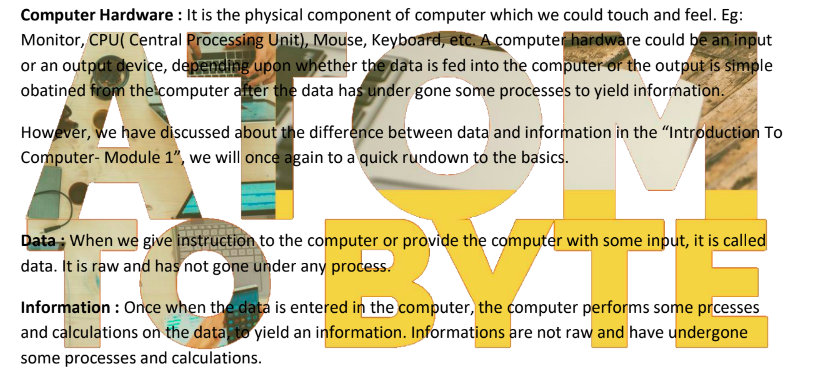 Computer Hardware : It is the physical component of computer which we could touch and feel. Eg:
Monitor, CPU( Central Processing Unit), Mouse, Keyboard, etc. A computer hardware could be an input
or an output device, depending upon whether the data is fed into the computer or the output is simple
obatined from the computer after the data has under gone some processes to yield information.
However, we have discussed about the difference between data and information in the “Introduction To
Computer- Module 1”, we will once again to a quick rundown to the basics.
Data : When we give instruction to the computer or provide the computer with some input, it is called
data. It is raw and has not gone under any process.
Information : Once when the data is entered in the computer, the computer performs some prcesses
and calculations on the data, to yield an information. Informations are not raw and have undergone
some processes and calculations.
ATOM
TO BYTE